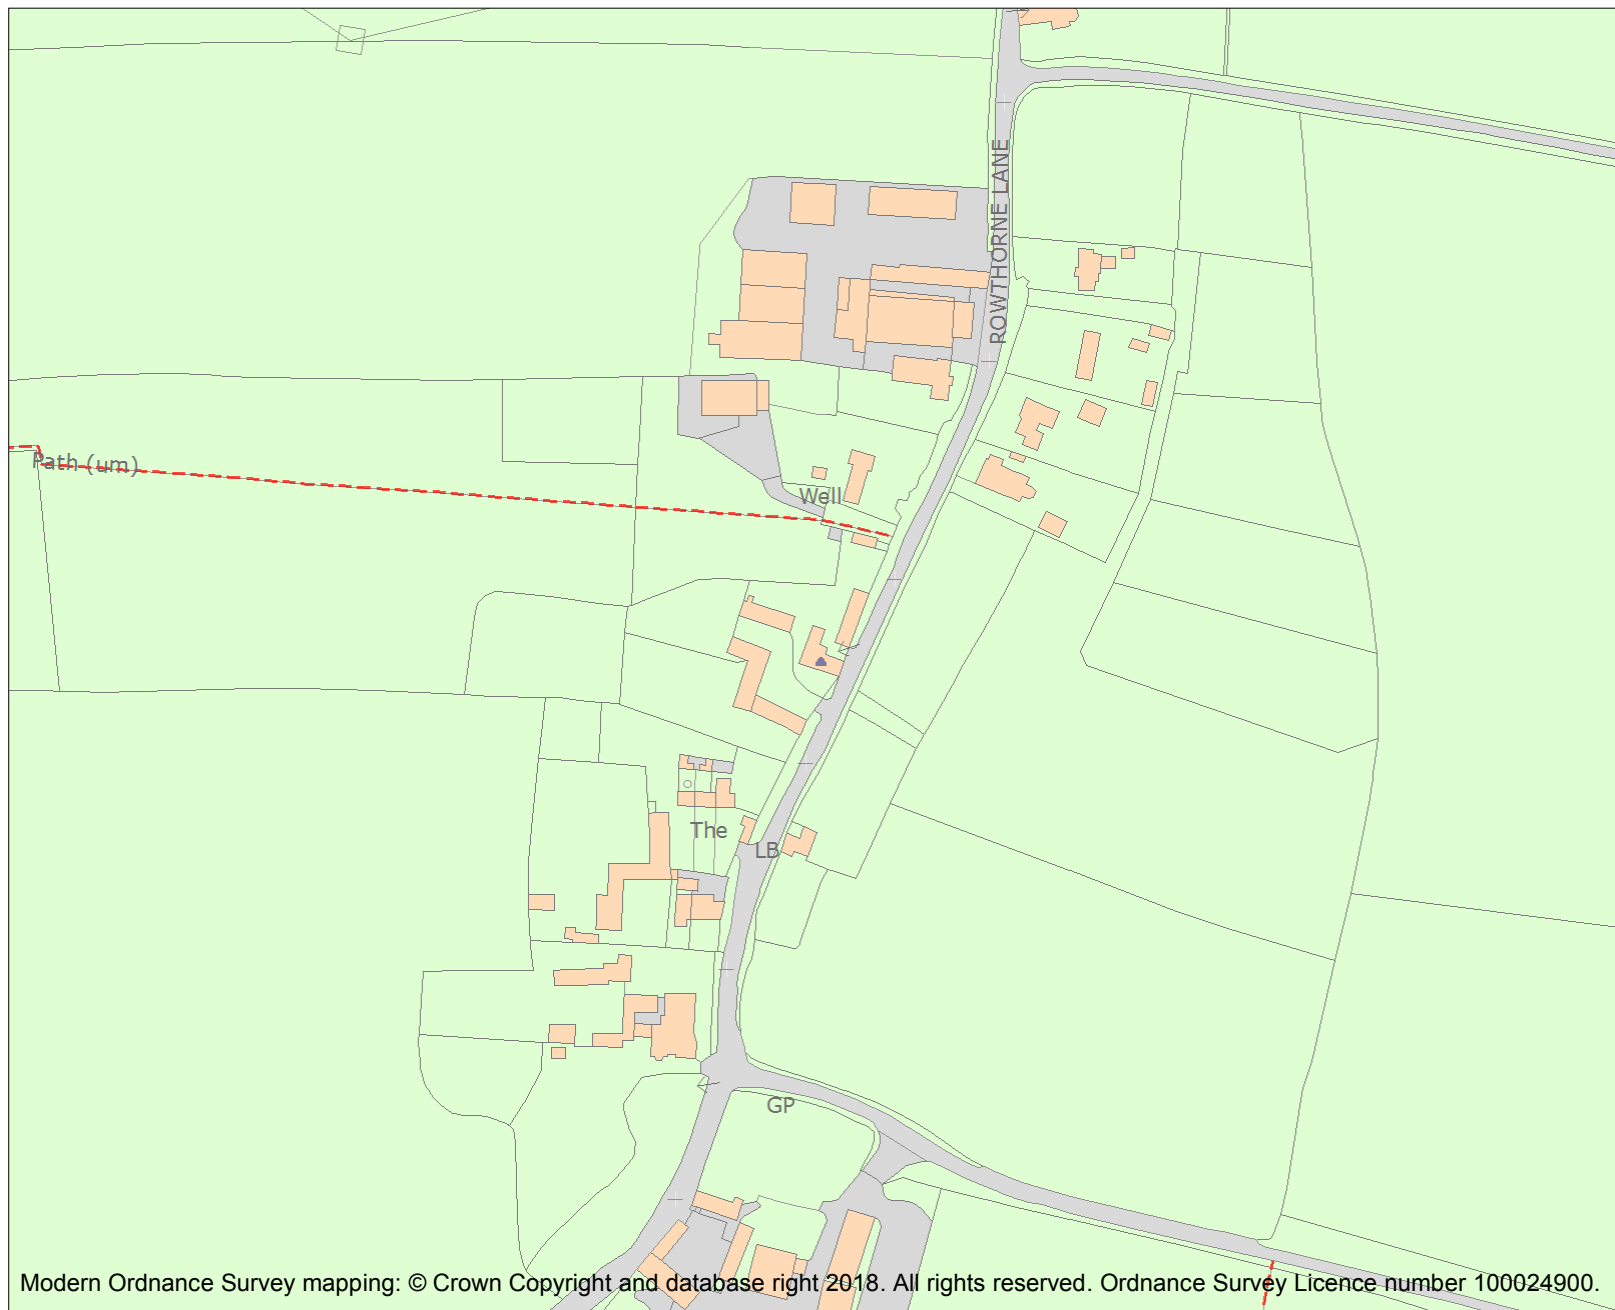 ROWTHORNE LANE
Path (um)
Well
The
LB
GP
Modern Ordnance Survey mapping: © Crown Copyright and database right 2018. All rights reserved. Ordnance Survey Licence number 100024900.